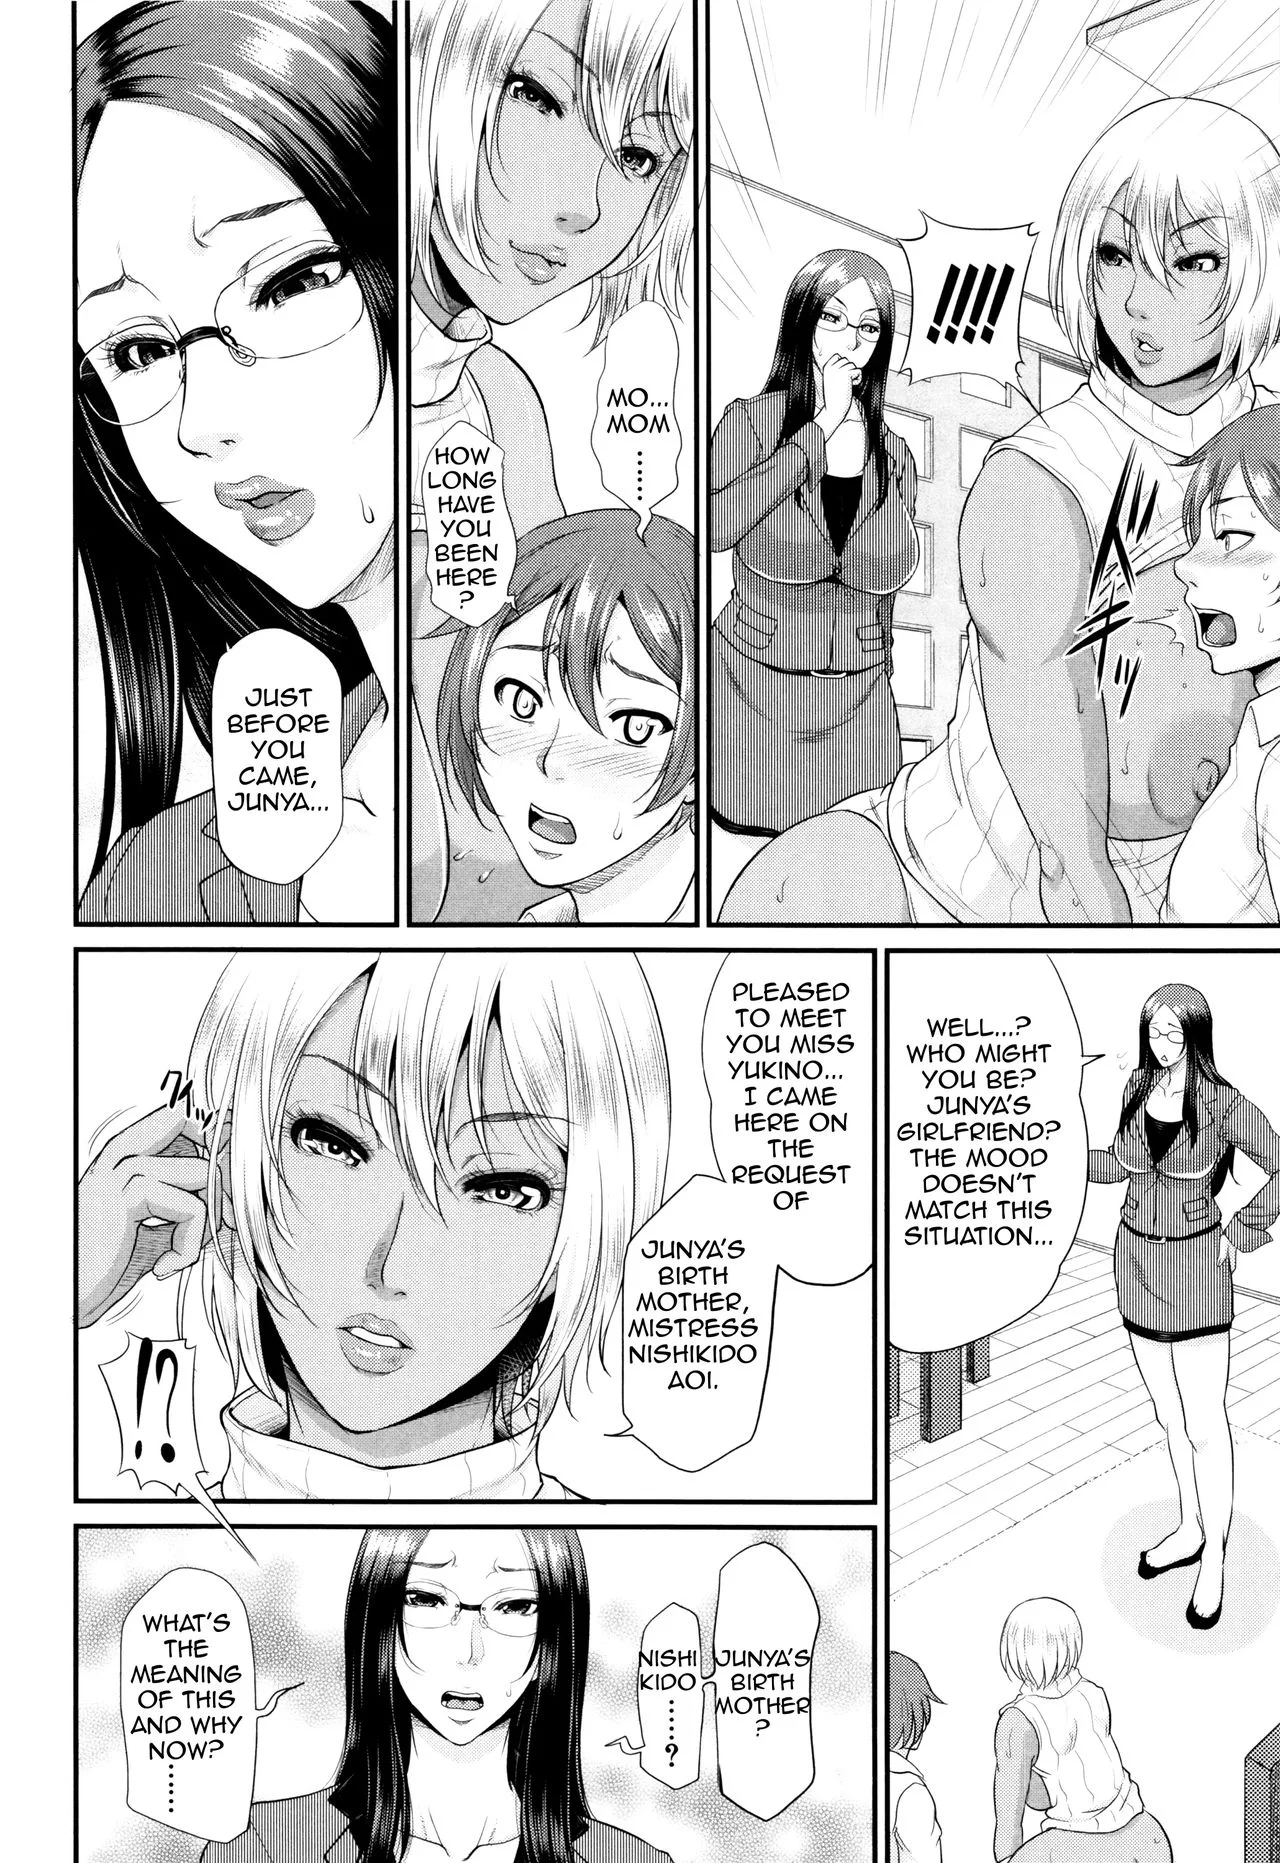 !!!!!
MO...
MOM
......
HOW
LONG
HAVE
YOU
BEEN
HERE
?
JUST
BEFORE
YOU
CAME,
JUNYA...
WELL...?
WHO MIGHT
YOU BE?
JUNYA'S
GIRLFRIEND?
THE MOOD
DOESN'T
MATCH THIS
SITUATION...
PLEASED
TO MEET
YOU MISS
YUKINO...
I CAME
HERE ON
THE
REQUEST
OF
JUNYA'S
BIRTH
MOTHER,
MISTRESS
NISHIKIDO
AOI.
クイッ
!?
JUNYA'S
BIRTH
MOTHER
?
NISHI
KIDO
......
?
WHAT'S
THE
MEANING
OF THIS
AND WHY
NOW?
......